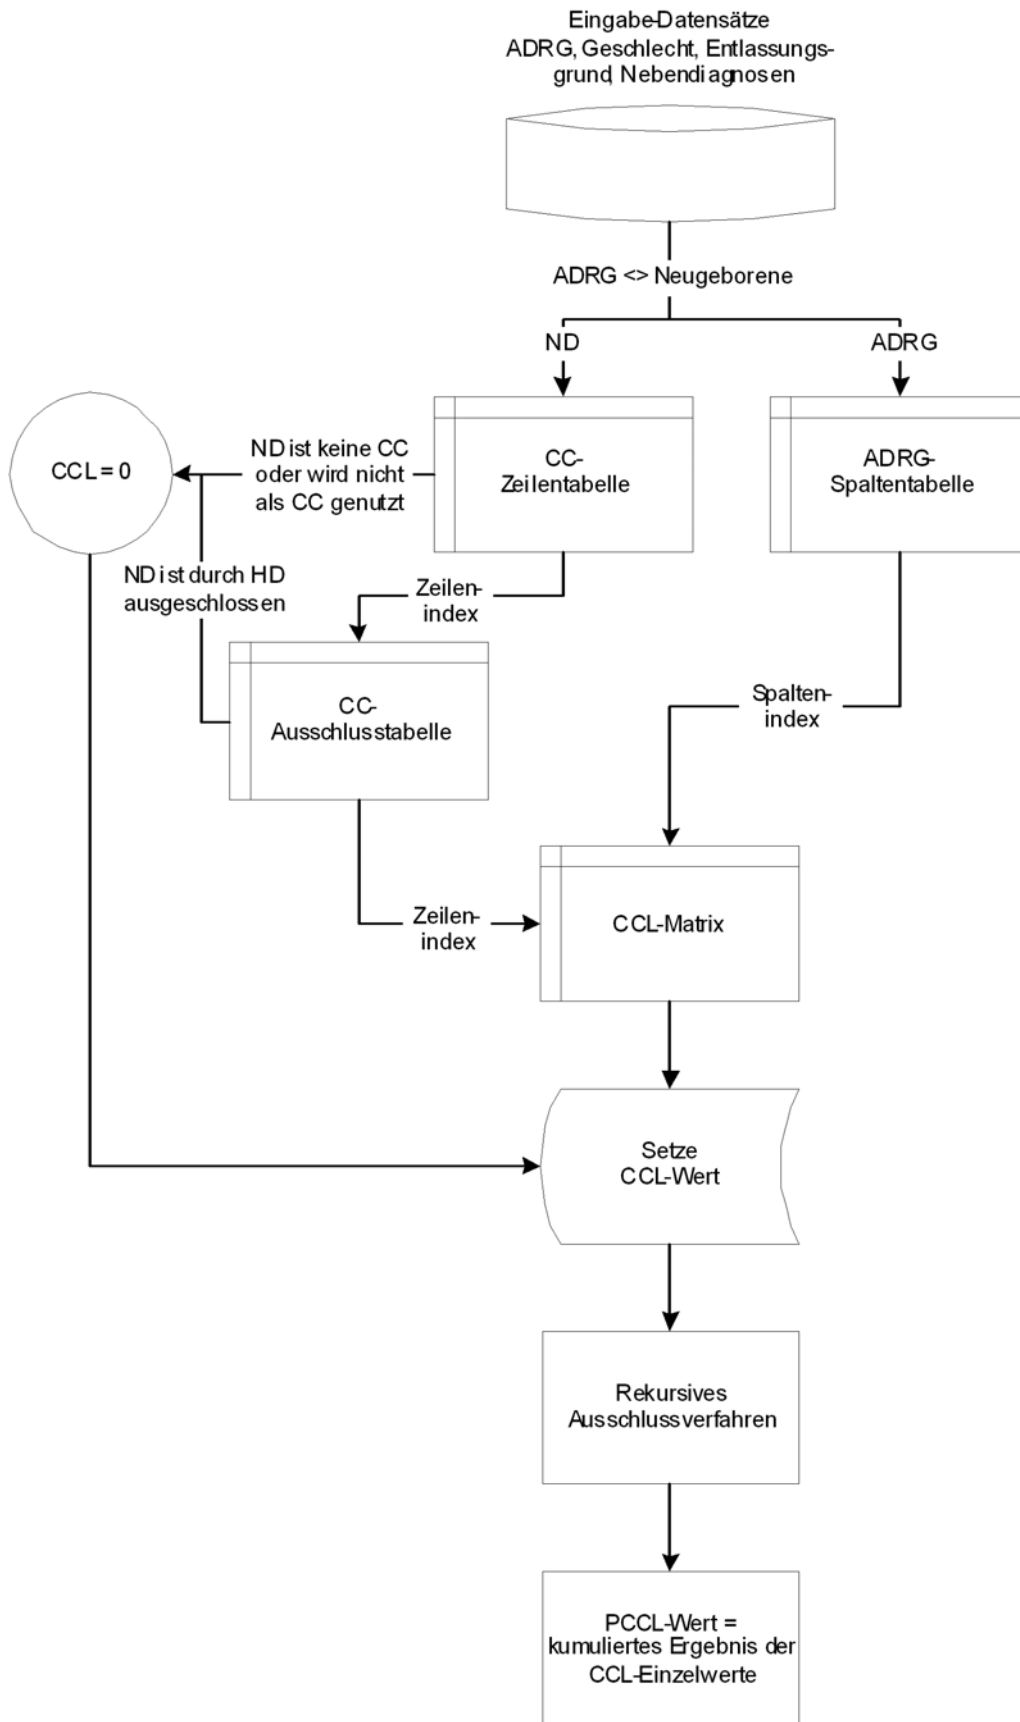 Eingabe-Datensätze
ADRG, Geschlecht, Entlassungs-
grund, Nebendiagnosen
ADRG <> Neugeborene
ND
ADRG
CCL = 0
ND ist keine CC
oder wird nicht
als CC genutzt
CC-
Zeilentabelle
ADRG-
Spaltentabelle
ND ist durch HD
ausgeschlossen
Zeilen-
index
CC-
Ausschlusstabelle
Spalten-
index
Zeilen-
index
CCL-Matrix
Setze
CCL-Wert
Rekursives
Ausschlussverfahren
PCCL-Wert =
kumuliertes Ergebnis der
CCL-Einzelwerte